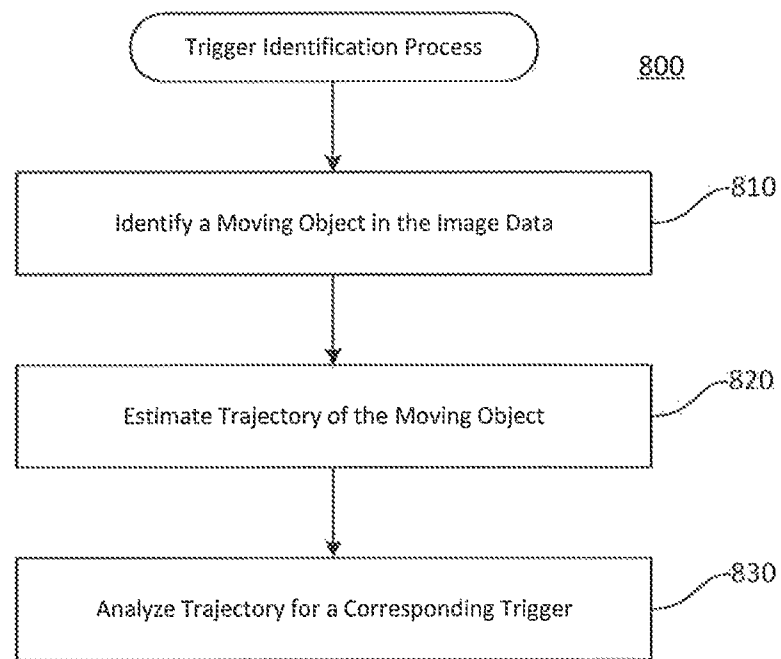 Trigger Identification Process
800
Identify a Moving Object in the Image Data
810
Estimate Trajectory of the Moving Object
820
Analyze Trajectory for a Corresponding Trigger
830